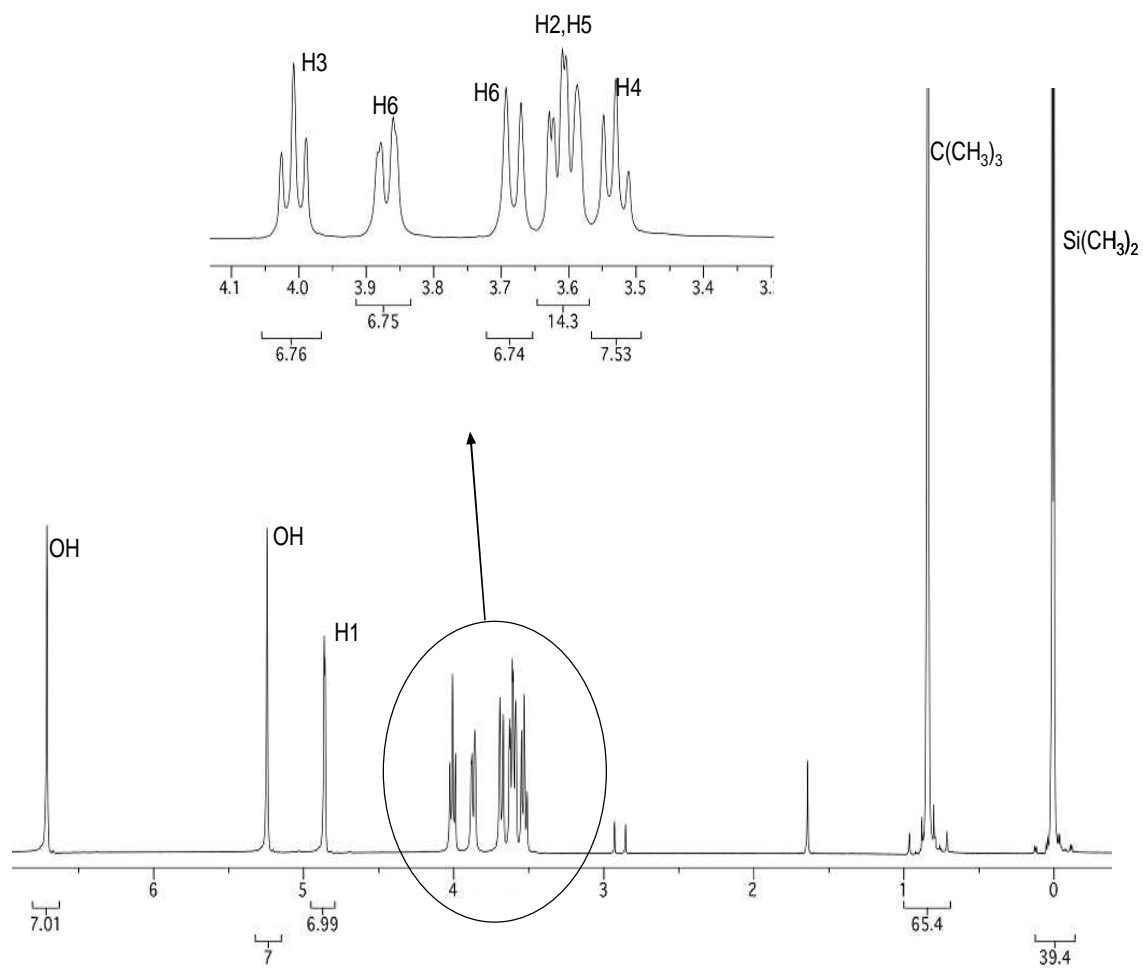 H2,H5
H3
H6
H6
H4
4.1 4.0 3.9 3.8 3.7 3.6 3.5 3.4
6.75
14.3
6.76
6.74
7.53
C(CH₃)₃
Si(CH₃)₂
OH
OH
H1
6 5 4 3 2 1 0
7.01
6.99
65.4
7
39.4